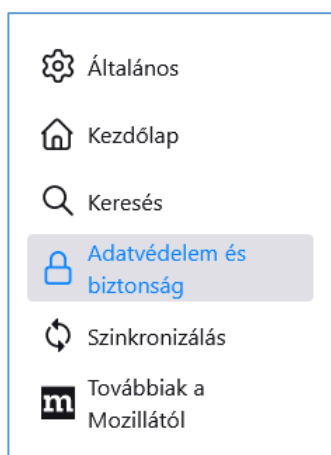 Általános
Kezdőlap
Keresés
Adatvédelem és
biztonság
Szinkronizálás
m
Továbbiak a
Mozillától